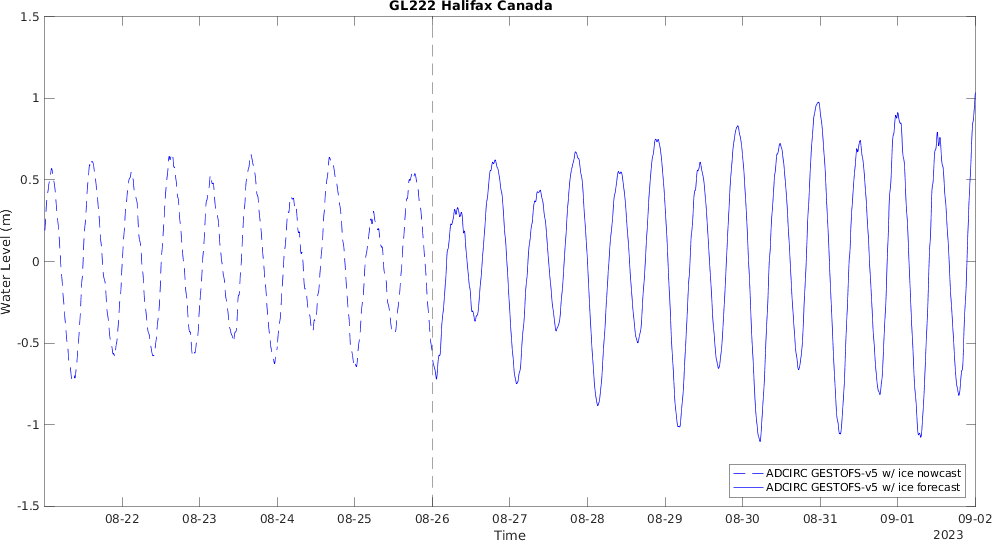 GL222 Halifax Canada
1.5
1
0.5
0
-0.5
-1
-1.5
Water Level (m)
ADCIRC GESTOFS-v5 w/ ice nowcast
ADCIRC GESTOFS-v5 w/ ice forecast
08-22 08-23 08-24 08-25 08-26 08-27 08-28 08-29 08-30 08-31 09-01 09-02
Time
2023